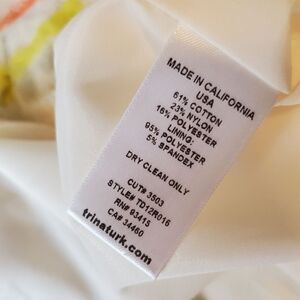 MADE IN CALIFORNIA
USA
61% COTTON
23% NYLON
16% POLYESTER
LINING:
95% POLYESTER
5% SPANDEX
DRY CLEAN ONLY
CUT# 3503
STYLE# TD12R016
RN# 93415
CA# 34460
trinaturk.com